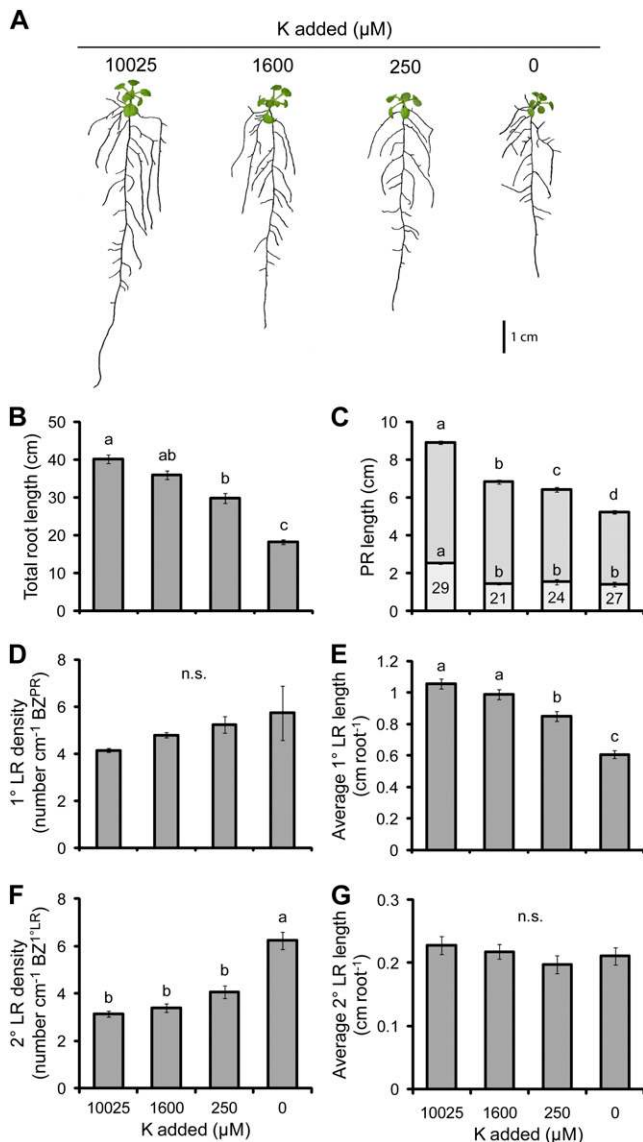 A
K added (µM)
10025 1600 250 0
1 cm
B
Total root length (cm)
50
40
30
20
10
0
a ab b c
C
PR length (cm)
10
8
6
4
2
0
a b c d
a b b b
29 21 24 27
D
1° LR density
(number cm⁻¹ BZᴾᴿ)
8
6
4
2
0
n.s.
E
Average 1° LR length
(cm root⁻¹)
1.2
1
0.8
0.6
0.4
0.2
0
a a b c
F
2° LR density
(number cm⁻¹ BZ¹°ᴸᴿ)
8
6
4
2
0
b b b a
10025 1600 250 0
K added (µM)
G
Average 2° LR length
(cm root⁻¹)
0.3
0.2
0.1
0
n.s.
10025 1600 250 0
K added (µM)